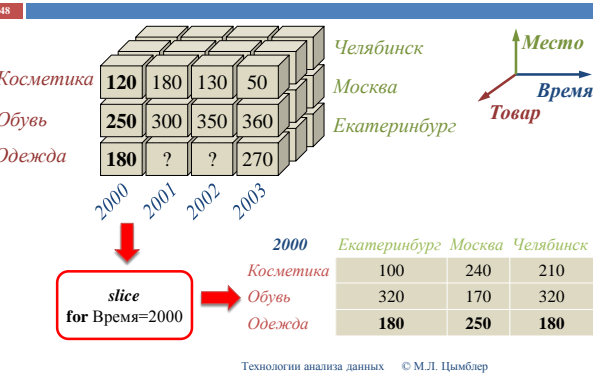 48
Челябинск
Москва
Екатеринбург
Косметика 120 180 130 50
Обувь 250 300 350 360
Одежда 180 ? ? 270
2000 2001 2002 2003
Место
Время
Товар
slice
for Время=2000
2000 Екатеринбург Москва Челябинск
Косметика 100 240 210
Обувь 320 170 320
Одежда 180 250 180
Технологии анализа данных © М.Л. Цымблер